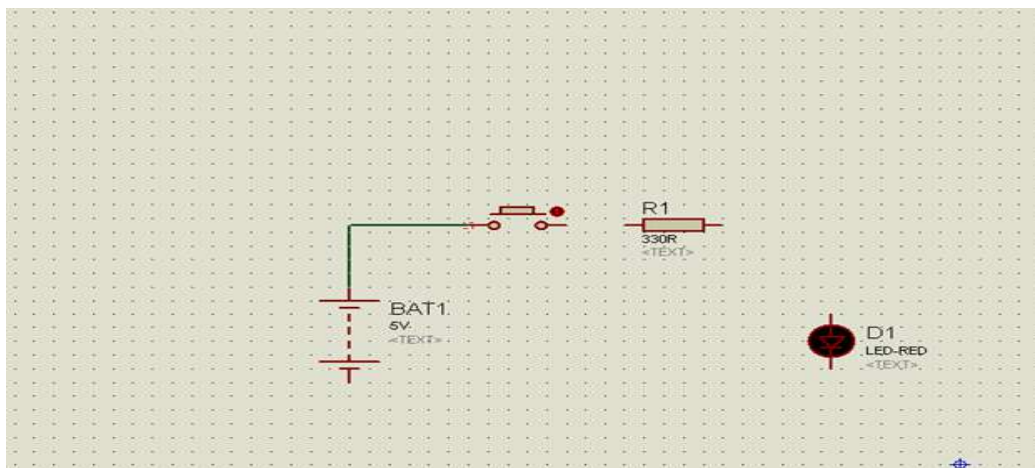 R1
330R
<TEXT>
BAT1
5V
<TEXT>
D1
LED-RED
<TEXT>